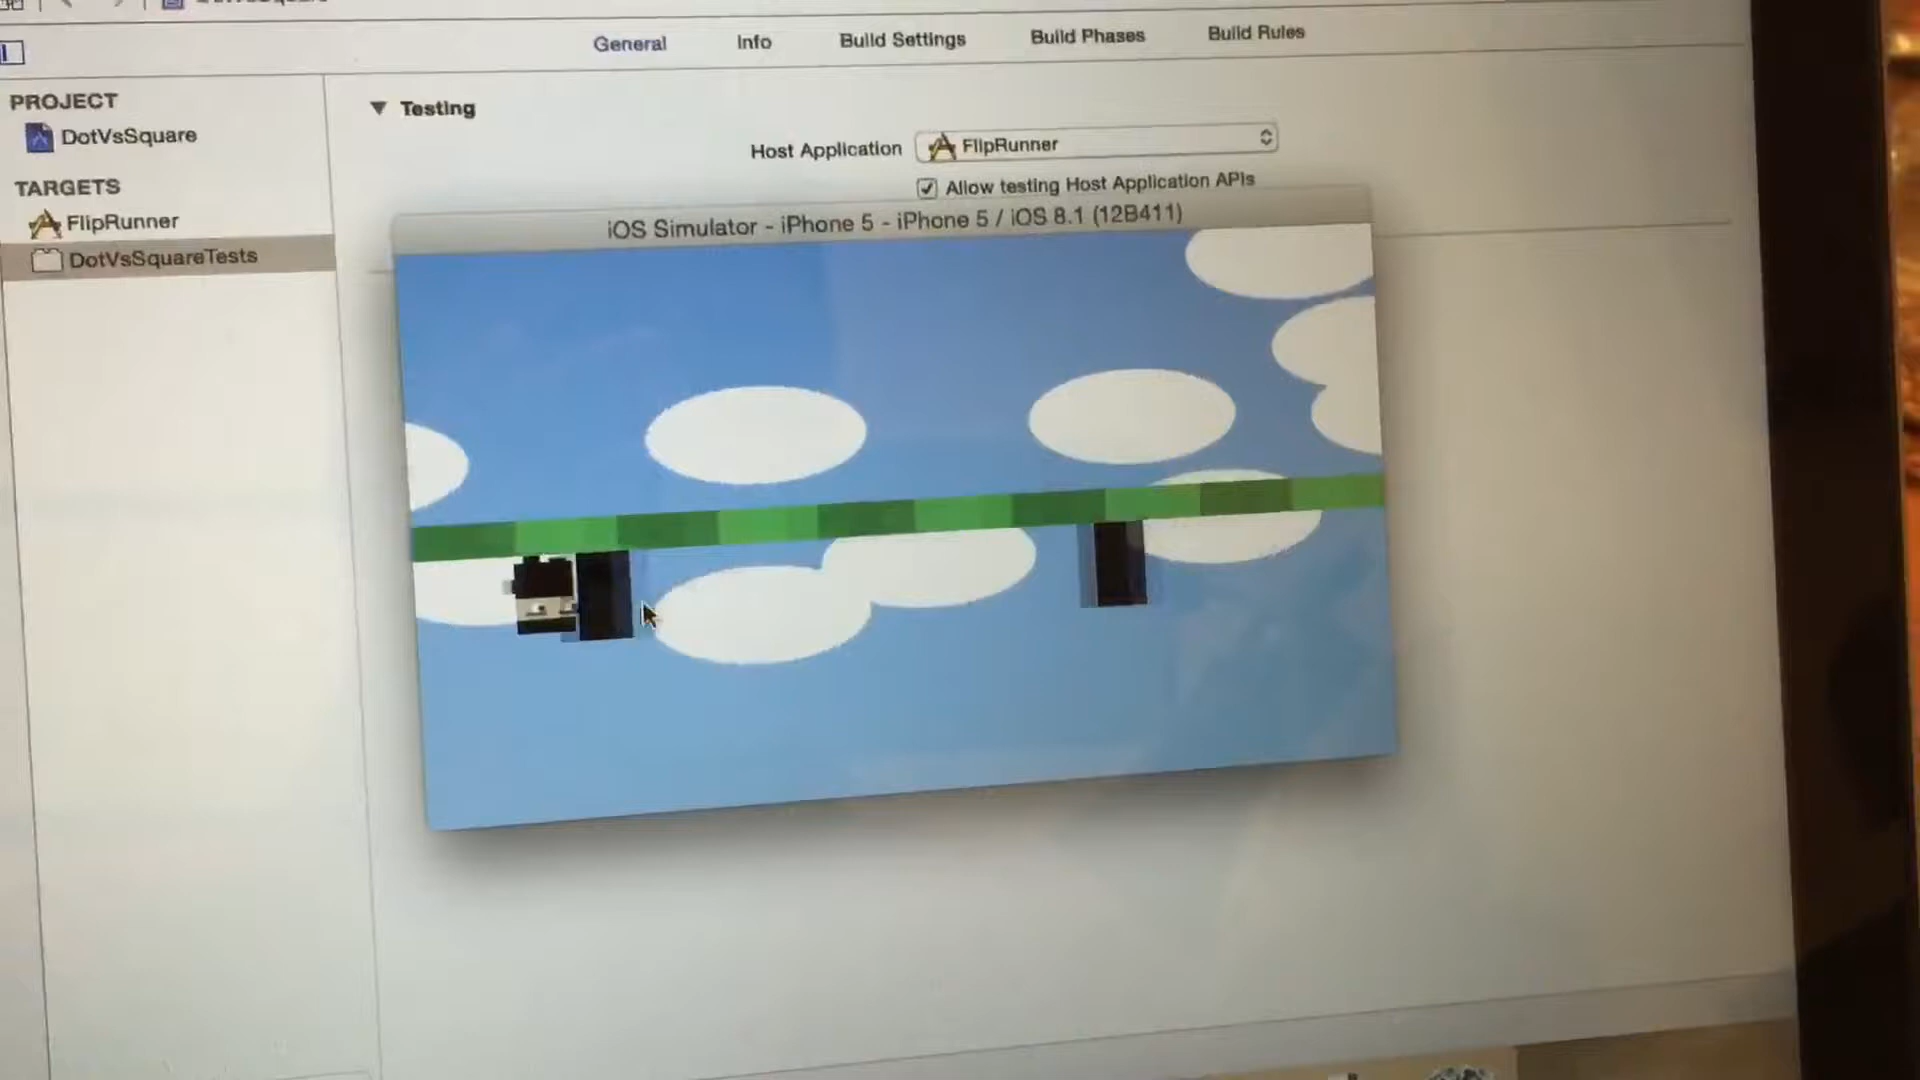 General Info Build Settings Build Phases Build Rules
PROJECT
DotVsSquare
TARGETS
FlipRunner
DotVsSquareTests
Testing
Host Application FlipRunner
Allow testing Host Application APIs
iOS Simulator - iPhone 5 - iPhone 5 / iOS 8.1 (12B411)